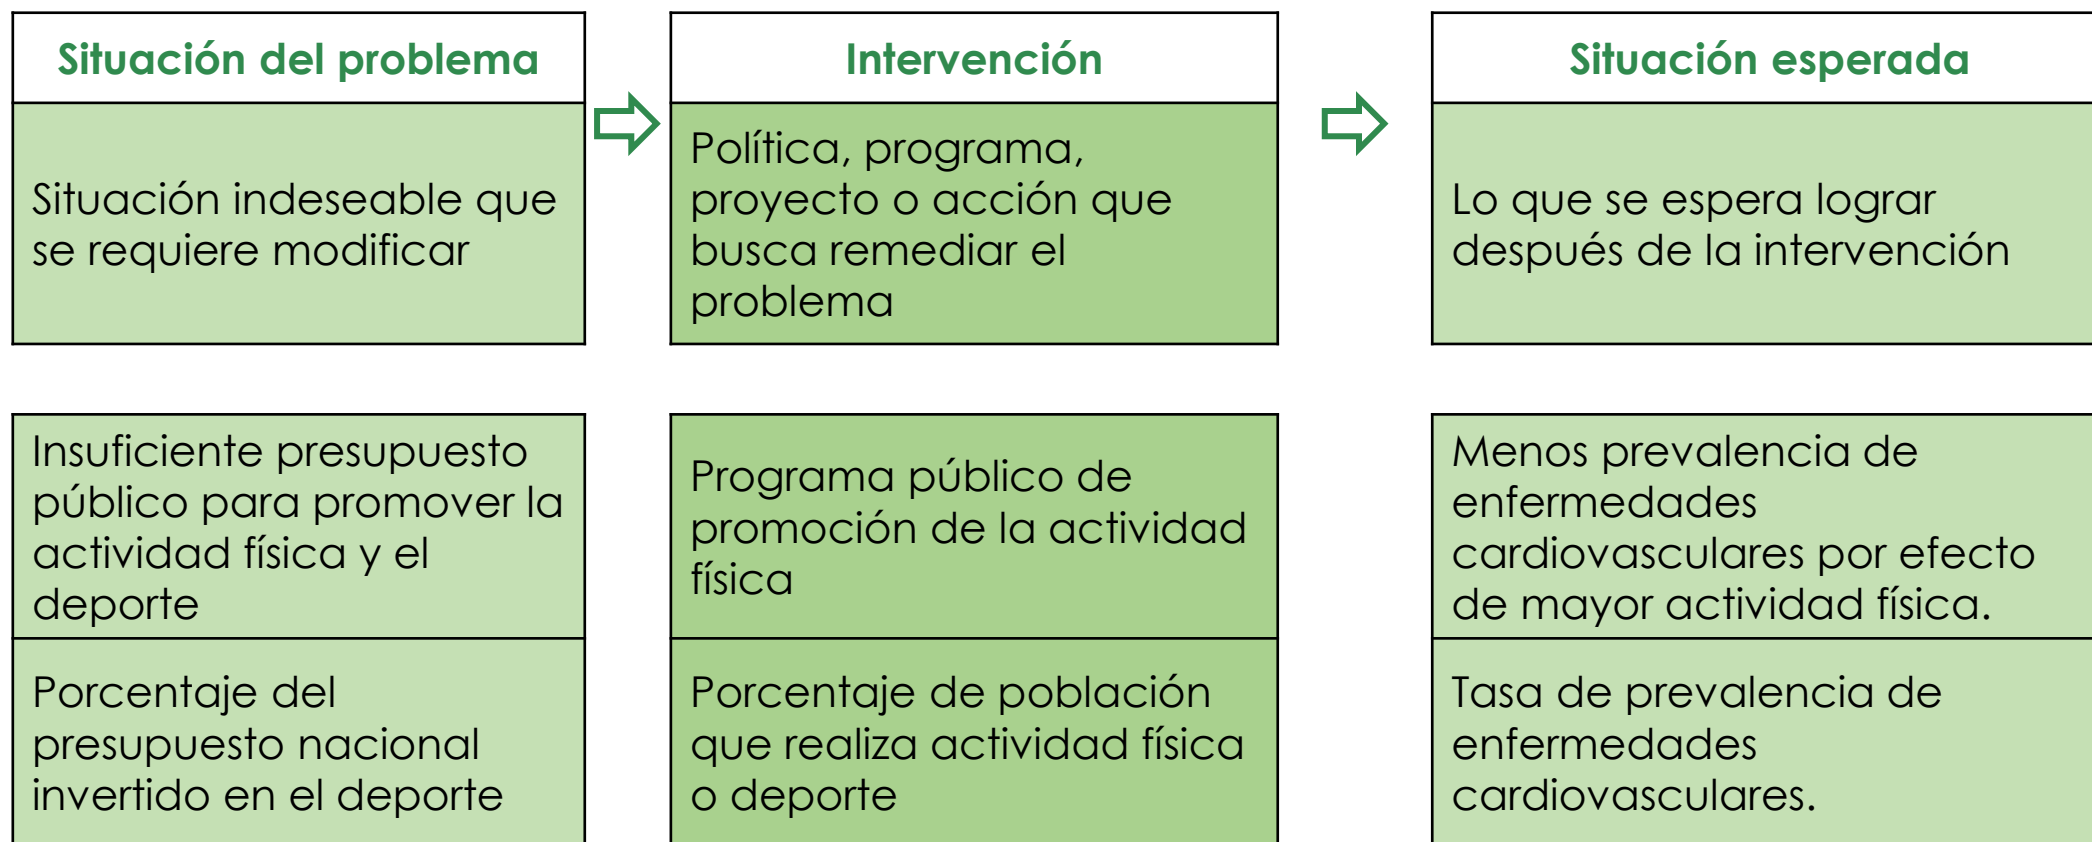 Situación del problema
Situación indeseable que
se requiere modificar
Intervención
Política, programa,
proyecto o acción que
busca remediar el
problema
Situación esperada
Lo que se espera lograr
después de la intervención
Insuficiente presupuesto
público para promover la
actividad física y el
deporte
Porcentaje del
presupuesto nacional
invertido en el deporte
Programa público de
promoción de la actividad
física
Porcentaje de población
que realiza actividad física
o deporte
Menos prevalencia de
enfermedades
cardiovasculares por efecto
de mayor actividad física.
Tasa de prevalencia de
enfermedades
cardiovasculares.